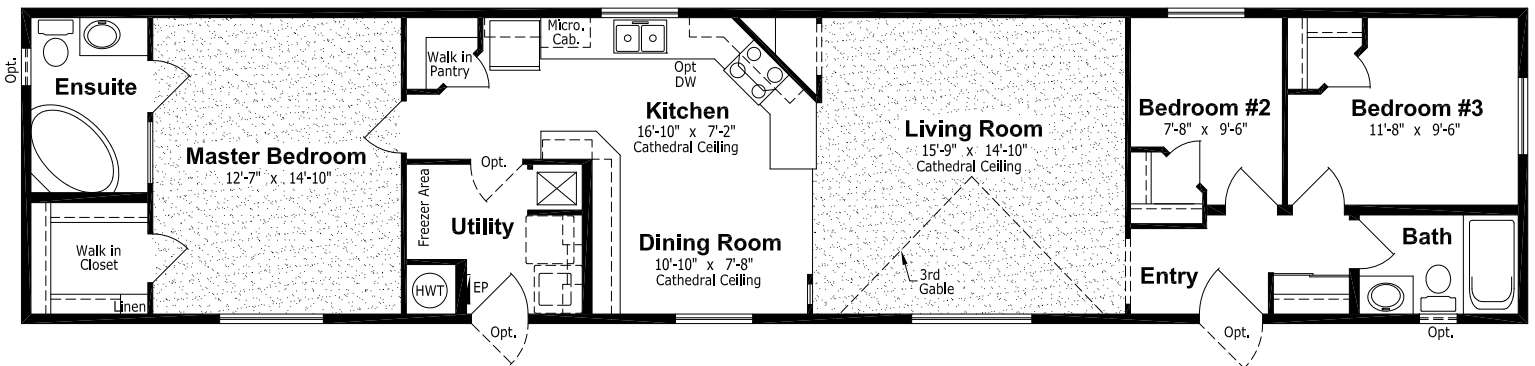 Opt.
Ensuite
Walk in
Closet
Linen
Master Bedroom
12'-7" x 14'-10"
Walk in
Pantry
Micro.
Cab.
Opt
DW
Kitchen
16'-10" x 7'-2"
Cathedral Ceiling
Opt.
Freezer Area
Utility
HWT
EP
Opt.
Dining Room
10'-10" x 7'-8"
Cathedral Ceiling
Living Room
15'-9" x 14'-10"
Cathedral Ceiling
3rd
Gable
Bedroom #2
7'-8" x 9'-6"
Bedroom #3
11'-8" x 9'-6"
Entry
Opt.
Bath
Opt.